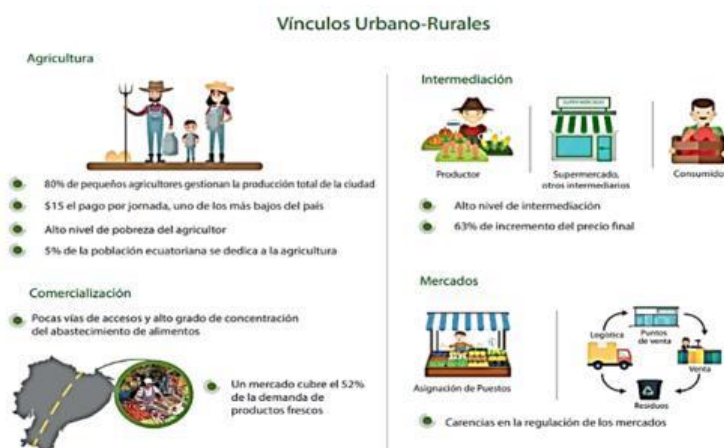 Vínculos Urbano-Rurales
Agricultura
80% de pequeños agricultores gestionan la producción total de la ciudad
$15 el pago por jornada, uno de los más bajos del país
Alto nivel de pobreza del agricultor
5% de la población ecuatoriana se dedica a la agricultura
Comercialización
Pocas vías de accesos y alto grado de concentración
del abastecimiento de alimentos
Un mercado cubre el 52%
de la demanda de
productos frescos
Intermediación
SUPER MERCADO
Productor
Supermercado,
otros intermediarios
Consumido
Alto nivel de intermediación
63% de incremento del precio final
Mercados
Asignación de Puestos
Logística
Puntos
de venta
Venta
Residuos
Carencias en la regulación de los mercados